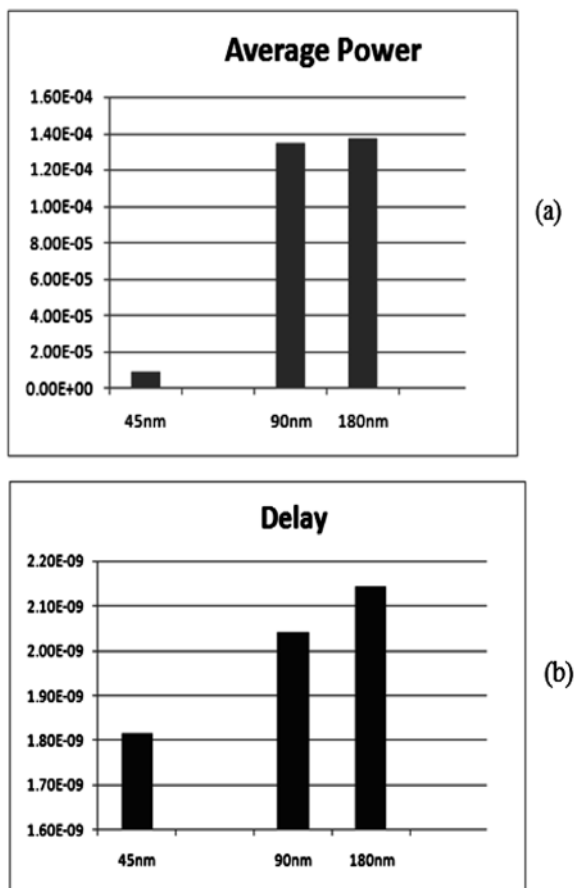 Average Power
1.60E-04
1.40E-04
1.20E-04
1.00E-04
8.00E-05
6.00E-05
4.00E-05
2.00E-05
0.00E+00
45nm 90nm 180nm
(a)
Delay
2.20E-09
2.10E-09
2.00E-09
1.90E-09
1.80E-09
1.70E-09
1.60E-09
45nm 90nm 180nm
(b)